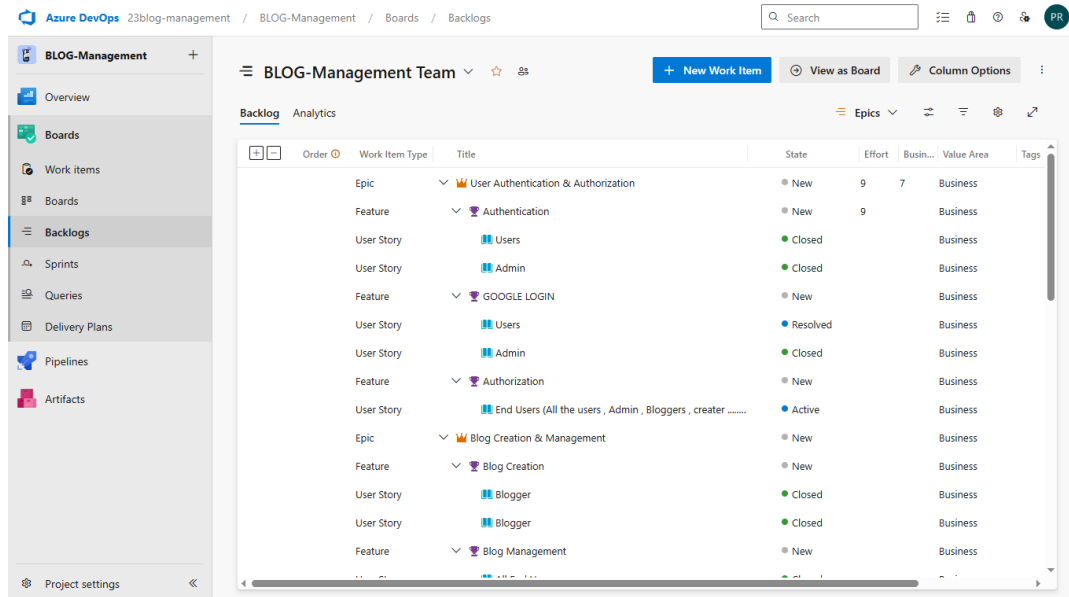 Azure DevOps 23blog-management / BLOG-Management / Boards / Backlogs Search PR
BLOG-Management +
Overview
Boards
Work items
Boards
Backlogs
Sprints
Queries
Delivery Plans
Pipelines
Artifacts
Project settings
BLOG-Management Team + New Work Item View as Board Column Options
Backlog Analytics Epics
Order Work Item Type Title State Effort Busin... Value Area Tags
Epic User Authentication & Authorization New 9 7 Business
Feature Authentication New 9 Business
User Story Users Closed Business
User Story Admin Closed Business
Feature GOOGLE LOGIN New Business
User Story Users Resolved Business
User Story Admin Closed Business
Feature Authorization New Business
User Story End Users (All the users , Admin , Bloggers , creater ........ Active Business
Epic Blog Creation & Management New Business
Feature Blog Creation New Business
User Story Blogger Closed Business
User Story Blogger Closed Business
Feature Blog Management New Business